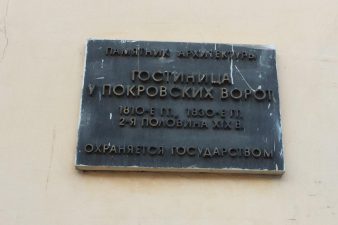 ПАМЯТНИК АРХИТЕКТУРЫ
ГОСТИНИЦА
У ПОКРОВСКИХ ВОРОТ
1810-Е ГГ., 1830-Е ГГ.
2-Я ПОЛОВИНА XIX В.
ОХРАНЯЕТСЯ ГОСУДАРСТВОМ